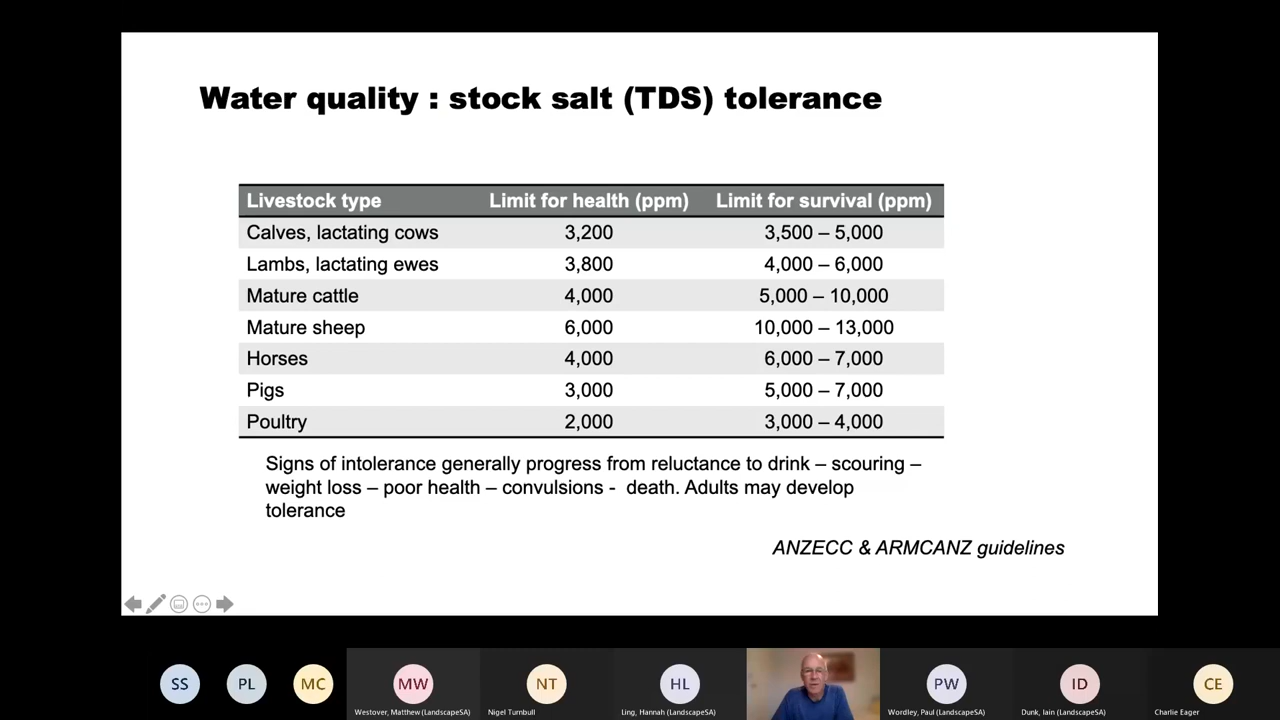 Water quality : stock salt (TDS) tolerance
Livestock type Limit for health (ppm) Limit for survival (ppm)
Calves, lactating cows 3,200 3,500 – 5,000
Lambs, lactating ewes 3,800 4,000 – 6,000
Mature cattle 4,000 5,000 – 10,000
Mature sheep 6,000 10,000 – 13,000
Horses 4,000 6,000 – 7,000
Pigs 3,000 5,000 – 7,000
Poultry 2,000 3,000 – 4,000
Signs of intolerance generally progress from reluctance to drink – scouring –
weight loss – poor health – convulsions - death. Adults may develop
tolerance
ANZECC & ARMCANZ guidelines
SS PL MC MW NT HL PW ID CE
Westover, Matthew (LandscapeSA) Nigel Turnbull Ling, Hannah (LandscapeSA) Wordley, Paul (LandscapeSA) Dunk, Iain (LandscapeSA) Charlie Eager